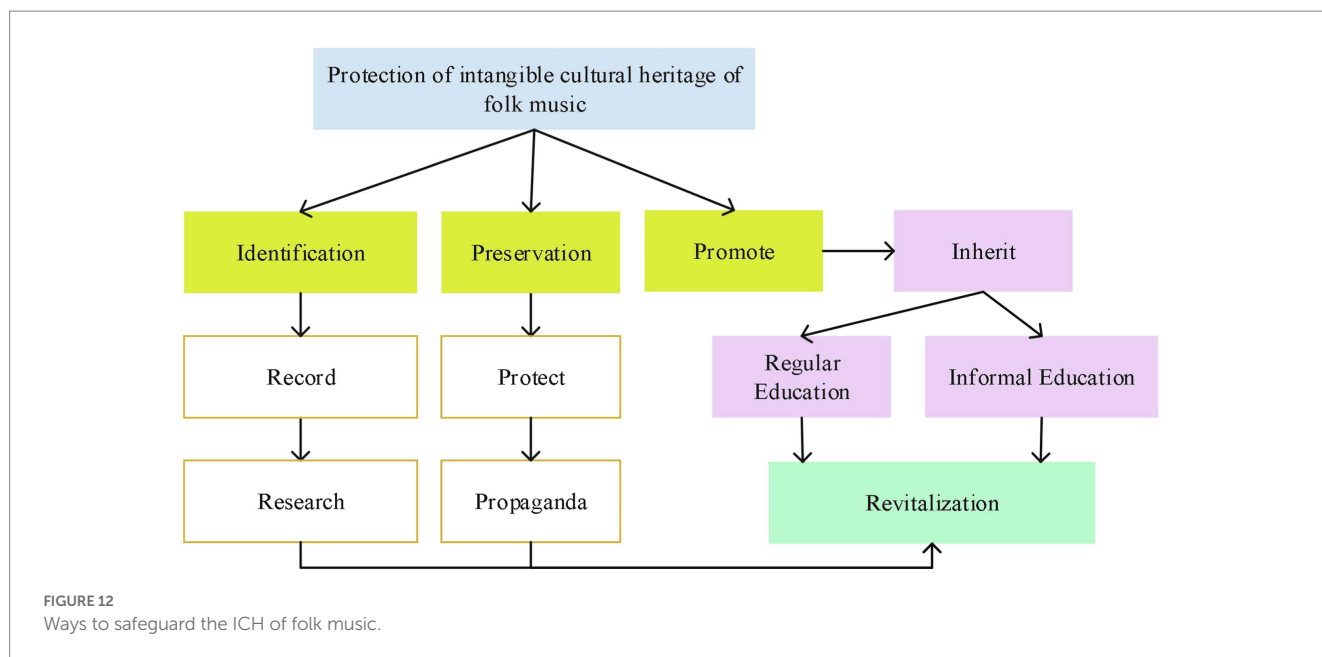 Protection of intangible cultural heritage of
folk music
Identification
Preservation
Promote
Inherit
Record
Protect
Regular
Education
Informal Education
Research
Propaganda
Revitalization
FIGURE 12
Ways to safeguard the ICH of folk music.